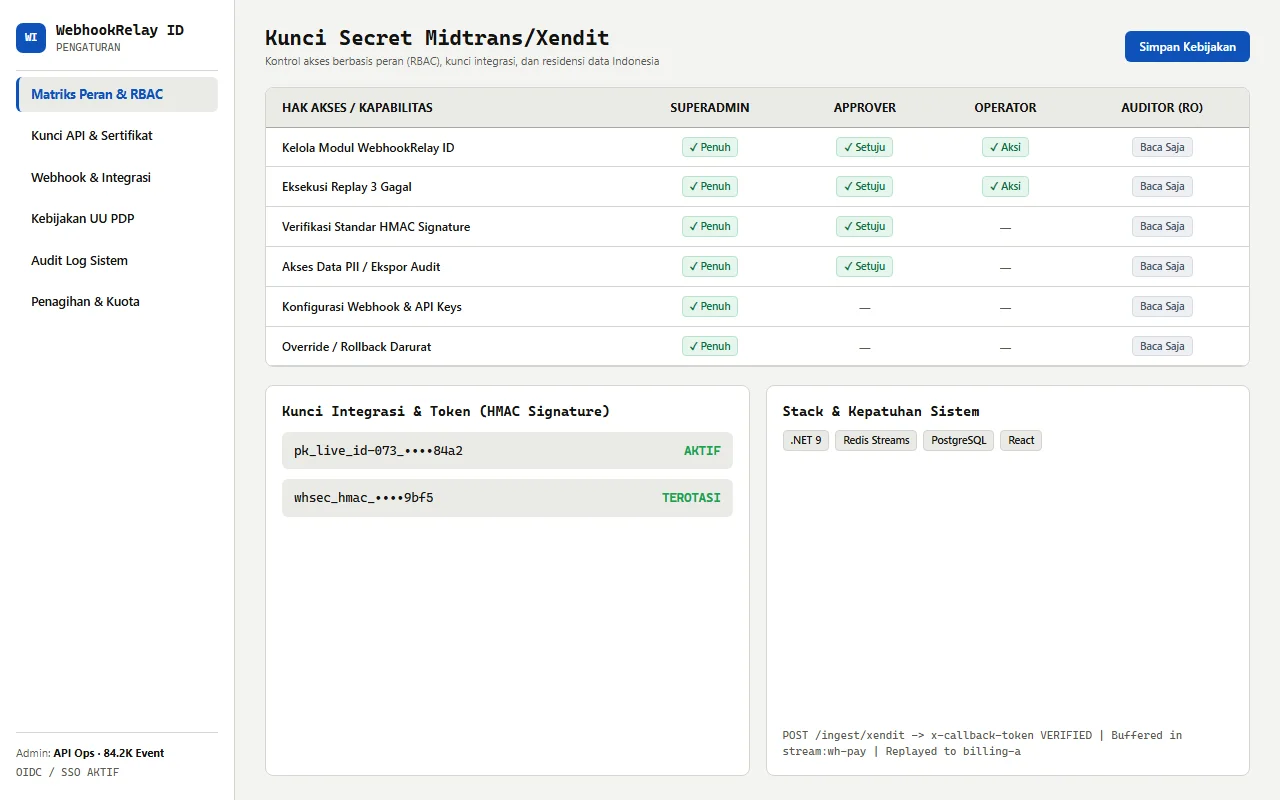 WI
WebhookRelay ID
PENGATURAN
Matriks Peran & RBAC
Kunci API & Sertifikat
Webhook & Integrasi
Kebijakan UU PDP
Audit Log Sistem
Penagihan & Kuota
Admin: API Ops · 84.2K Event
OIDC / SSO AKTIF
Kunci Secret Midtrans/Xendit
Kontrol akses berbasis peran (RBAC), kunci integrasi, dan residensi data Indonesia
Simpan Kebijakan
HAK AKSES / KAPABILITAS SUPERADMIN APPROVER OPERATOR AUDITOR (RO)
Kelola Modul WebhookRelay ID ✓ Penuh ✓ Setuju ✓ Aksi Baca Saja
Eksekusi Replay 3 Gagal ✓ Penuh ✓ Setuju ✓ Aksi Baca Saja
Verifikasi Standar HMAC Signature ✓ Penuh ✓ Setuju — Baca Saja
Akses Data PII / Ekspor Audit ✓ Penuh ✓ Setuju — Baca Saja
Konfigurasi Webhook & API Keys ✓ Penuh — — Baca Saja
Override / Rollback Darurat ✓ Penuh — — Baca Saja
Kunci Integrasi & Token (HMAC Signature)
pk_live_id-073_••••84a2 AKTIF
whsec_hmac_••••9bf5 TEROTASI
Stack & Kepatuhan Sistem
.NET 9 Redis Streams PostgreSQL React
POST /ingest/xendit -> x-callback-token VERIFIED | Buffered in
stream:wh-pay | Replayed to billing-a